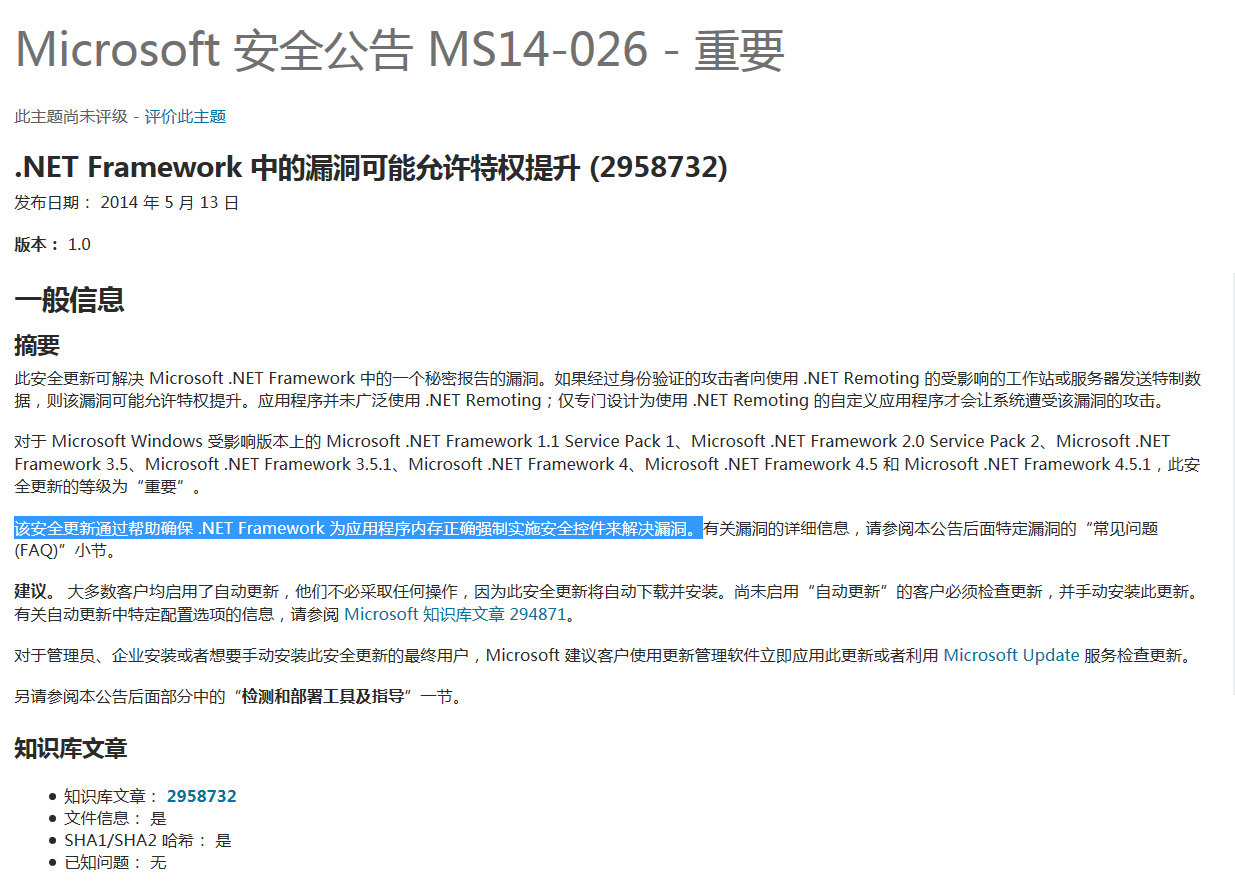 Microsoft 安全公告 MS14-026 - 重要
此主题尚未评级 - 评价此主题
.NET Framework 中的漏洞可能允许特权提升 (2958732)
发布日期： 2014 年 5 月 13 日
版本： 1.0
一般信息
摘要
此安全更新可解决 Microsoft .NET Framework 中的一个秘密报告的漏洞。如果经过身份验证的攻击者向使用 .NET Remoting 的受影响的工作站或服务器发送特制数
据，则该漏洞可能允许特权提升。应用程序并未广泛使用 .NET Remoting；仅专门设计为使用 .NET Remoting 的自定义应用程序才会让系统遭受该漏洞的攻击。
对于 Microsoft Windows 受影响版本上的 Microsoft .NET Framework 1.1 Service Pack 1、Microsoft .NET Framework 2.0 Service Pack 2、Microsoft .NET
Framework 3.5、Microsoft .NET Framework 3.5.1、Microsoft .NET Framework 4、Microsoft .NET Framework 4.5 和 Microsoft .NET Framework 4.5.1，此安
全更新的等级为“重要”。
该安全更新通过帮助确保 .NET Framework 为应用程序内存正确强制实施安全控件来解决漏洞。有关漏洞的详细信息，请参阅本公告后面特定漏洞的“常见问题
(FAQ)”小节。
建议。 大多数客户均启用了自动更新，他们不必采取任何操作，因为此安全更新将自动下载并安装。尚未启用“自动更新”的客户必须检查更新，并手动安装此更新。
有关自动更新中特定配置选项的信息，请参阅 Microsoft 知识库文章 294871。
对于管理员、企业安装或者想要手动安装此安全更新的最终用户，Microsoft 建议客户使用更新管理软件立即应用此更新或者利用 Microsoft Update 服务检查更新。
另请参阅本公告后面部分中的“检测和部署工具及指导”一节。
知识库文章
● 知识库文章： 2958732
● 文件信息： 是
● SHA1/SHA2 哈希： 是
● 已知问题： 无